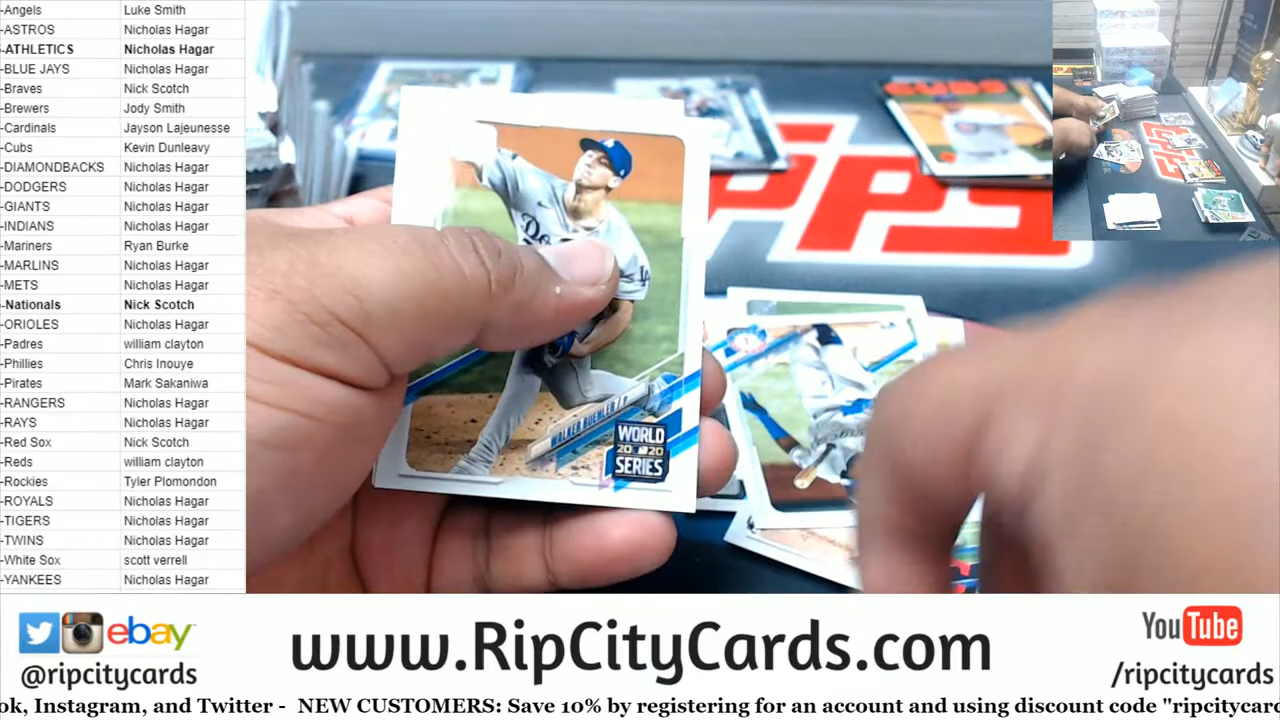 -Angels Luke Smith
-ASTROS Nicholas Hagar
-ATHLETICS Nicholas Hagar
-BLUE JAYS Nicholas Hagar
-Braves Nick Scotch
-Brewers Jody Smith
-Cardinals Jayson Lajeunesse
-Cubs Kevin Dunleavy
-DIAMONDBACKS Nicholas Hagar
-DODGERS Nicholas Hagar
-GIANTS Nicholas Hagar
-INDIANS Nicholas Hagar
-Mariners Ryan Burke
-MARLINS Nicholas Hagar
-METS Nicholas Hagar
-Nationals Nick Scotch
-ORIOLES Nicholas Hagar
-Padres william clayton
-Phillies Chris Inouye
-Pirates Mark Sakaniwa
-RANGERS Nicholas Hagar
-RAYS Nicholas Hagar
-Red Sox Nick Scotch
-Reds william clayton
-Rockies Tyler Plomondon
-ROYALS Nicholas Hagar
-TIGERS Nicholas Hagar
-TWINS Nicholas Hagar
-White Sox scott verrell
-YANKEES Nicholas Hagar
CUBS
PPS
WALKER BUEHLER / P
WORLD
2020
SERIES
ebay
@ripcitycards
www.RipCityCards.com
YouTube
/ripcitycards
ok, Instagram, and Twitter - NEW CUSTOMERS: Save 10% by registering for an account and using discount code "ripcitycard